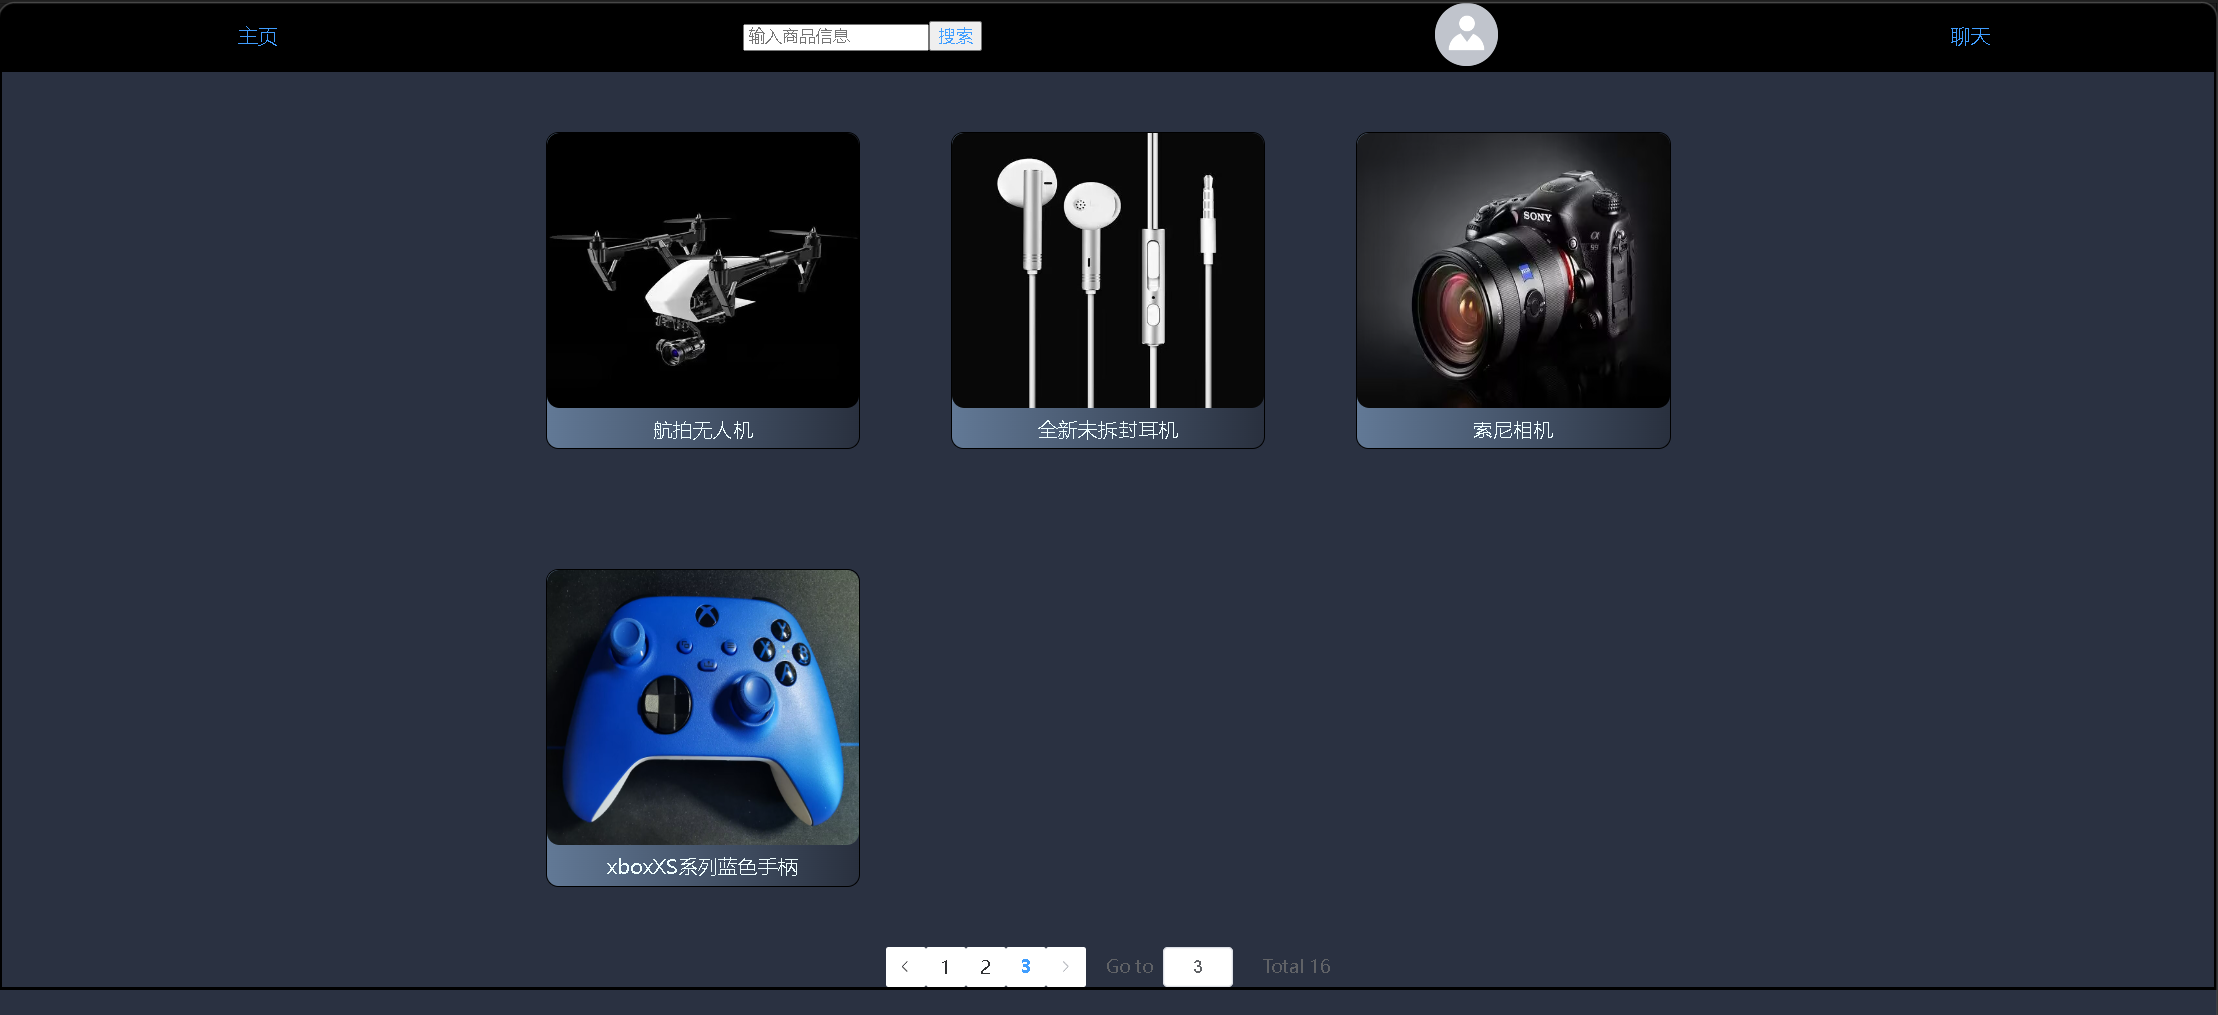 主页
输入商品信息 搜索
聊天
SONY
航拍无人机
全新未拆封耳机
索尼相机
X Y B A
xboxXS系列蓝色手柄
1 2 3 Go to 3 Total 16